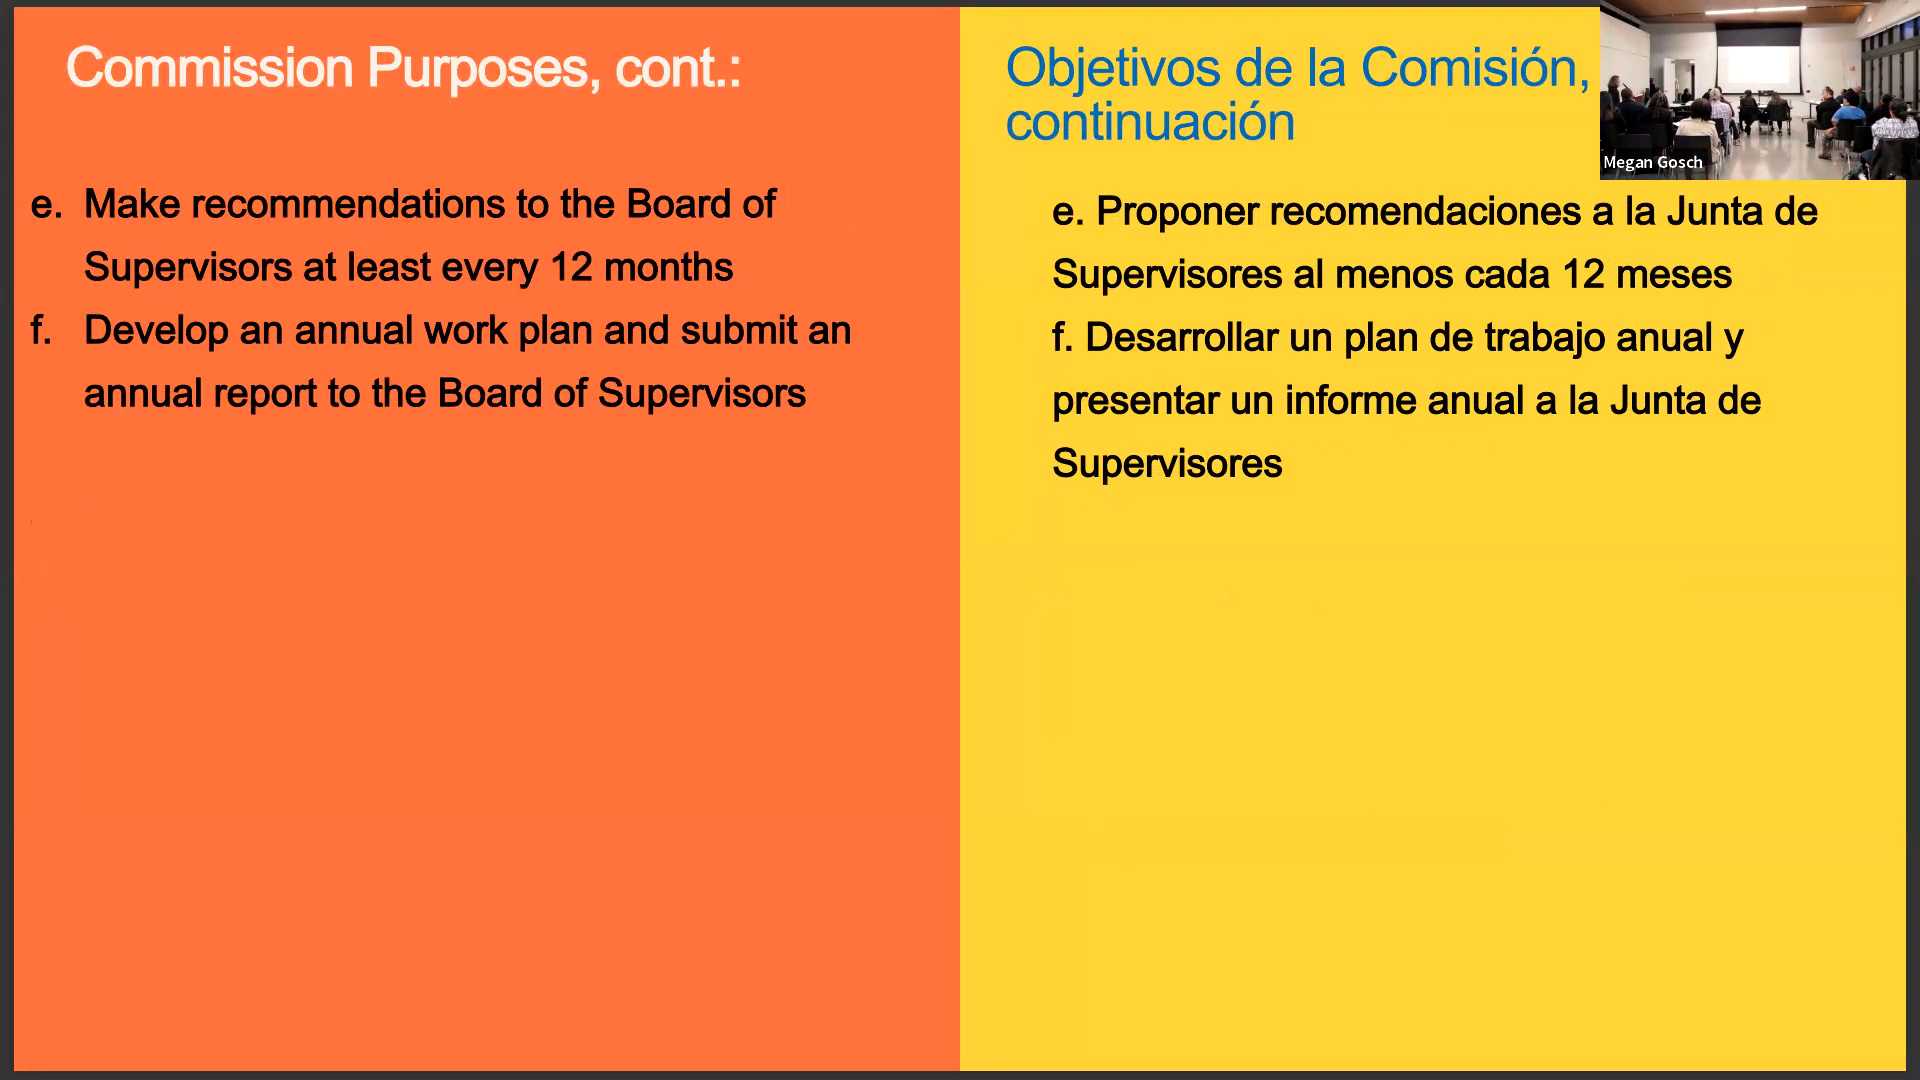 Commission Purposes, cont.:
e. Make recommendations to the Board of
Supervisors at least every 12 months
f. Develop an annual work plan and submit an
annual report to the Board of Supervisors
Objetivos de la Comisión,
continuación
e. Proponer recomendaciones a la Junta de
Supervisores al menos cada 12 meses
f. Desarrollar un plan de trabajo anual y
presentar un informe anual a la Junta de
Supervisores
Megan Gosch